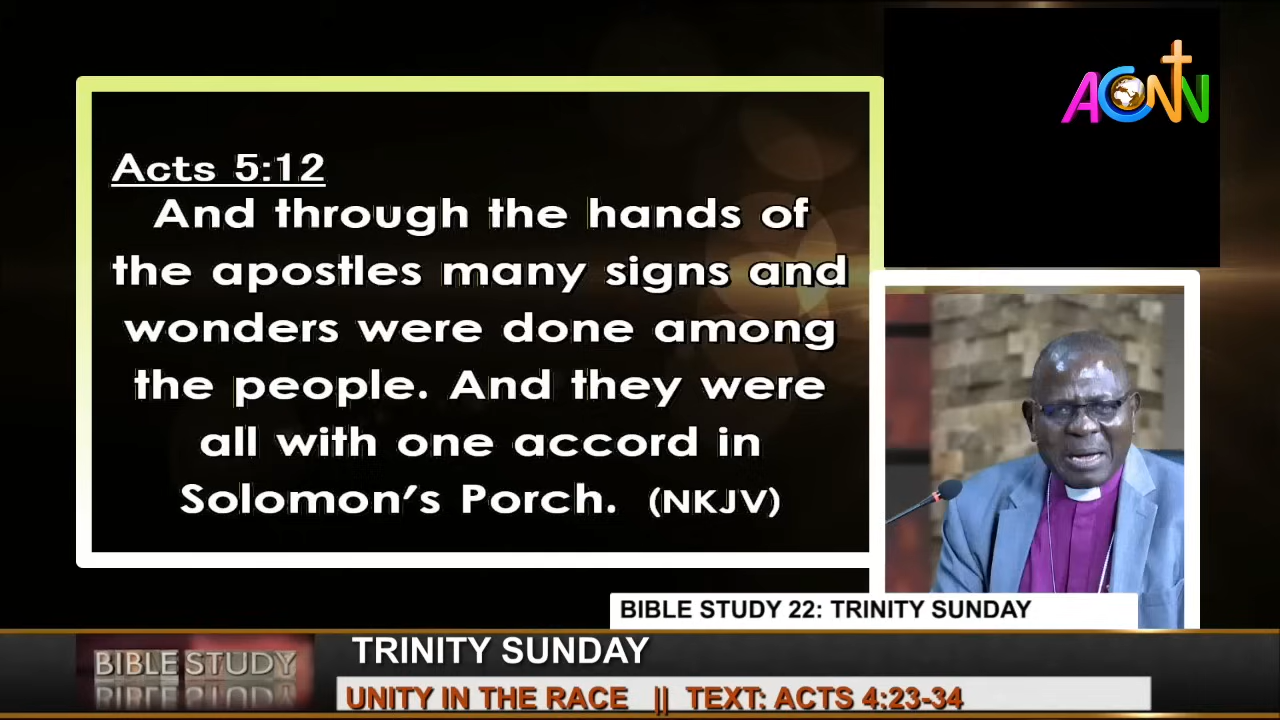 ACNN
Acts 5:12
And through the hands of
the apostles many signs and
wonders were done among
the people. And they were
all with one accord in
Solomon's Porch. (NKJV)
BIBLE STUDY 22: TRINITY SUNDAY
BIBLE STUDY
TRINITY SUNDAY
UNITY IN THE RACE || TEXT: ACTS 4:23-34